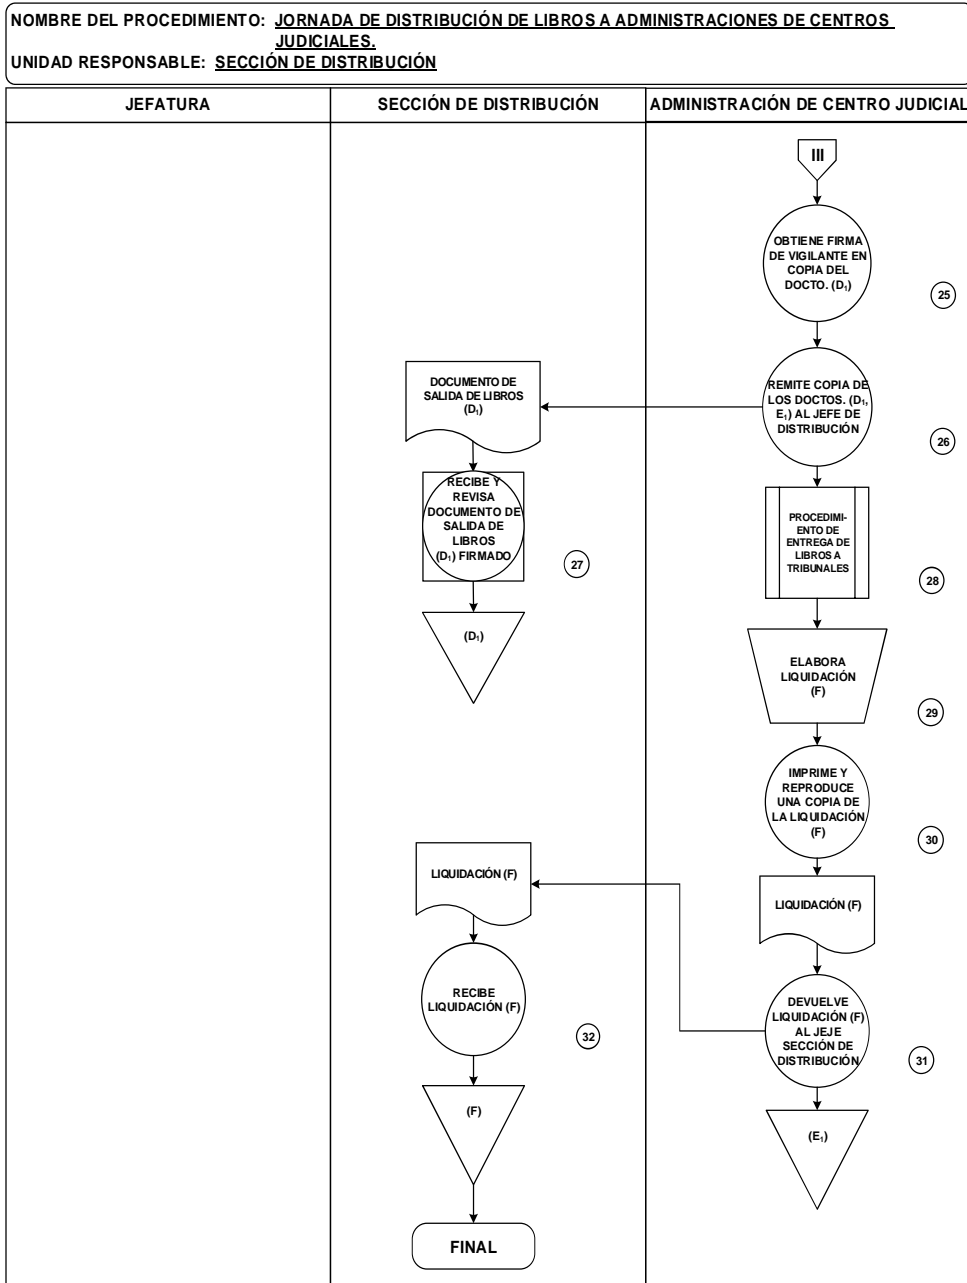 NOMBRE DEL PROCEDIMIENTO: JORNADA DE DISTRIBUCIÓN DE LIBROS A ADMINISTRACIONES DE CENTROS
JUDICIALES.
UNIDAD RESPONSABLE: SECCIÓN DE DISTRIBUCIÓN
JEFATURA
SECCIÓN DE DISTRIBUCIÓN
ADMINISTRACIÓN DE CENTRO JUDICIAL
III
OBTIENE FIRMA
DE VIGILANTE EN
COPIA DEL
DOCTO. (D1)
25
REMITE COPIA DE
LOS DOCTOS. (D1,
E1) AL JEFE DE
DISTRIBUCIÓN
26
DOCUMENTO DE
SALIDA DE LIBROS
(D1)
RECIBE Y
REVISA
DOCUMENTO DE
SALIDA DE
LIBROS
(D1) FIRMADO
27
(D1)
PROCEDIMI-
ENTO DE
ENTREGA DE
LIBROS A
TRIBUNALES
28
ELABORA
LIQUIDACIÓN
(F)
29
IMPRIME Y
REPRODUCE
UNA COPIA DE
LA LIQUIDACIÓN
(F)
30
LIQUIDACIÓN (F)
DEVUELVE
LIQUIDACIÓN (F)
AL JEJE
SECCIÓN DE
DISTRIBUCIÓN
31
(E1)
LIQUIDACIÓN (F)
RECIBE
LIQUIDACIÓN (F)
32
(F)
FINAL